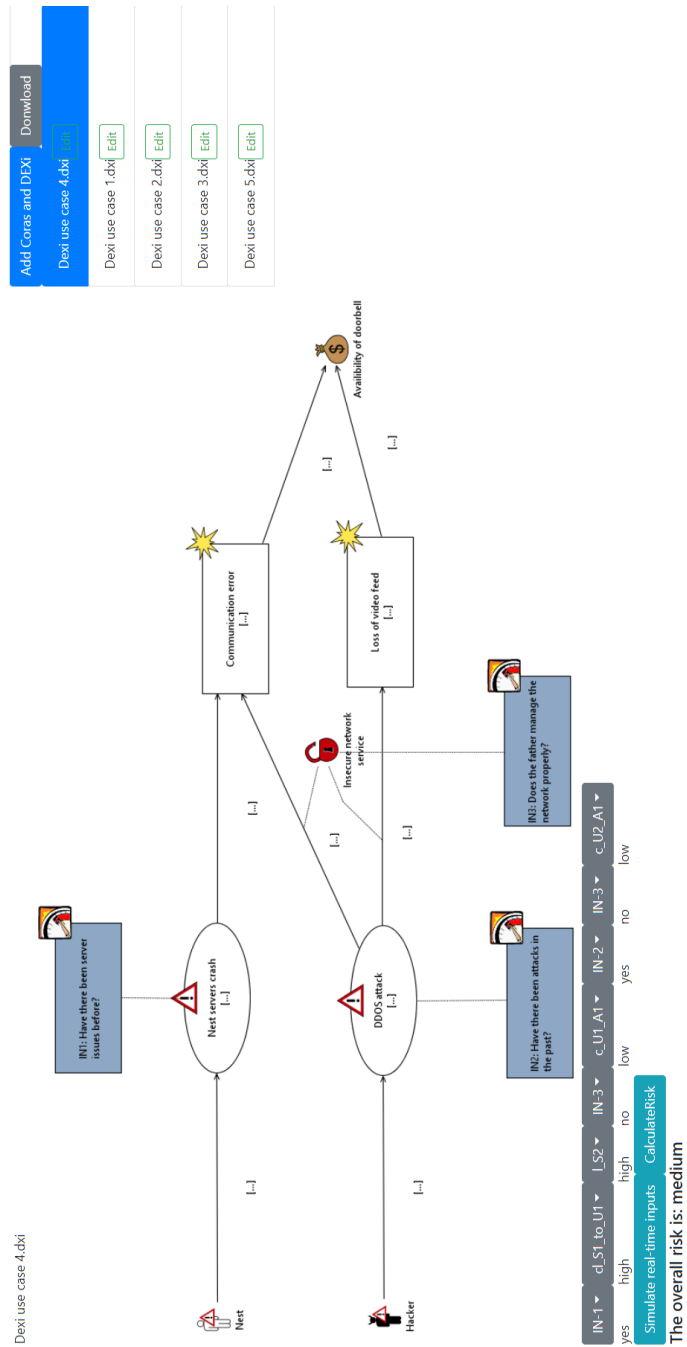 Dexi use case 4.dxi
Add Coras and DEXi
Donwload
Dexi use case 4.dxi Edit
Dexi use case 1.dxi Edit
Dexi use case 2.dxi Edit
Dexi use case 3.dxi Edit
Dexi use case 5.dxi Edit
IN1: Have there been server
issues before?
Nest
[...]
Nest servers crash
[...]
[...]
Communication error
[...]
[...]
Availibility of doorbell
Hacker
[...]
DDOS attack
[...]
[...]
[...]
Insecure network
service
Loss of video feed
[...]
[...]
IN2: Have there been attacks in
the past?
IN3: Does the father manage the
network properly?
IN-1 cl_S1_to_U1 l_S2 IN-3 c_U1_A1 IN-2 IN-3 c_U2_A1
yes high high no low yes no low
Simulate real-time inputs CalculateRisk
The overall risk is: medium